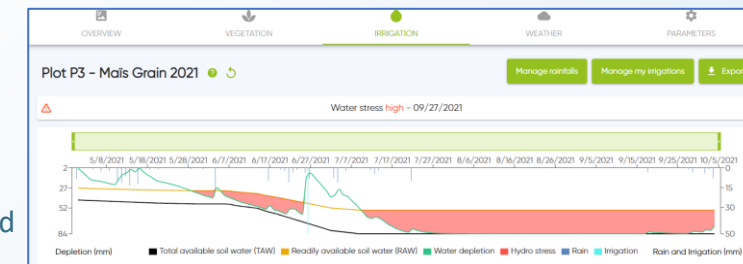 OVERVIEW VEGETATION IRRIGATION WEATHER PARAMETERS
Plot P3 - Maïs Grain 2021 Manage rainfalls Manage my irrigations Export
Water stress high - 09/27/2021
5/8/2021 5/18/2021 5/28/2021 6/7/2021 6/17/2021 6/27/2021 7/7/2021 7/17/2021 7/27/2021 8/6/2021 8/16/2021 8/26/2021 9/5/2021 9/15/2021 9/25/2021 10/5/2021
2 0
27 15
52 30
84 50
d
Depletion (mm) Total available soil water (TAW) Readily available soil water (RAW) Water depletion Hydro stress Rain Irrigation Rain and Irrigation (mm)